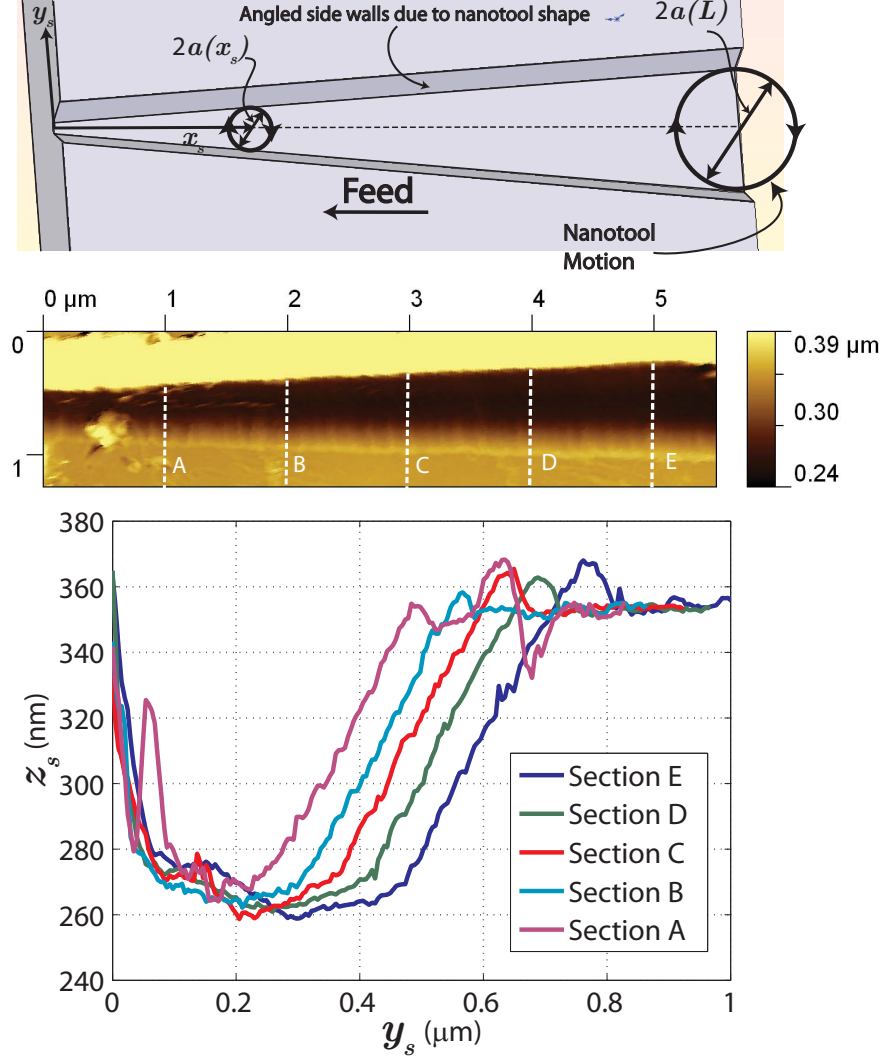 Angled side walls due to nanotool shape
y_s
2a(x_s)
2a(L)
x_s
Feed
Nanotool
Motion
0 μm 1 2 3 4 5
0
1
A B C D E
0.39 μm
0.30
0.24
380
360
340
320
300
280
260
240
z_s (nm)
Section E
Section D
Section C
Section B
Section A
0 0.2 0.4 0.6 0.8 1
y_s (μm)